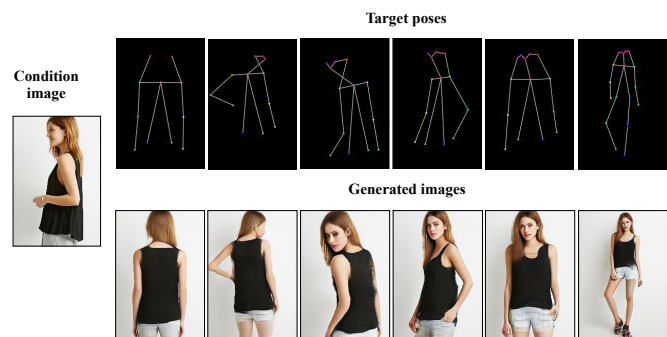 Target poses
Condition
image
Generated images